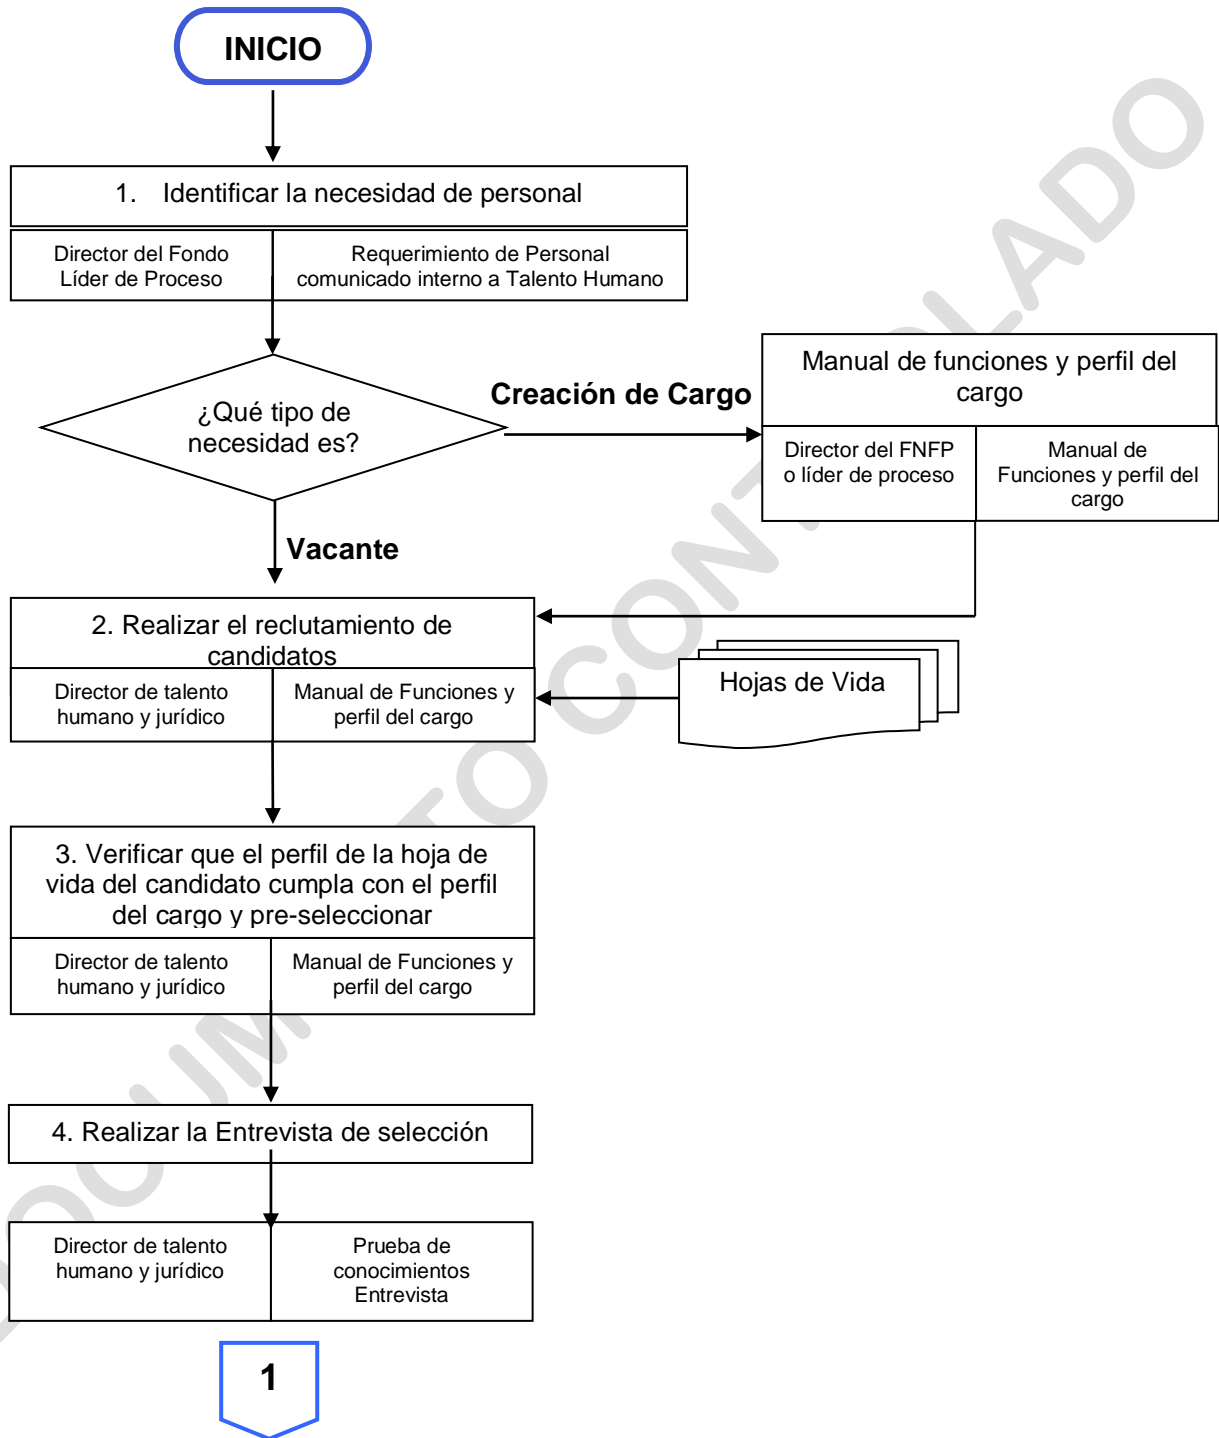 INICIO
1. Identificar la necesidad de personal
Director del Fondo
Líder de Proceso
Requerimiento de Personal
comunicado interno a Talento Humano
¿Qué tipo de
necesidad es?
Creación de Cargo
Manual de funciones y perfil del
cargo
Director del FNFP
o líder de proceso
Manual de
Funciones y perfil del
cargo
Vacante
2. Realizar el reclutamiento de
candidatos
Director de talento
humano y jurídico
Manual de Funciones y
perfil del cargo
Hojas de Vida
3. Verificar que el perfil de la hoja de
vida del candidato cumpla con el perfil
del cargo y pre-seleccionar
Director de talento
humano y jurídico
Manual de Funciones y
perfil del cargo
4. Realizar la Entrevista de selección
Director de talento
humano y jurídico
Prueba de
conocimientos
Entrevista
1
DOCUMENTO CONTROLADO